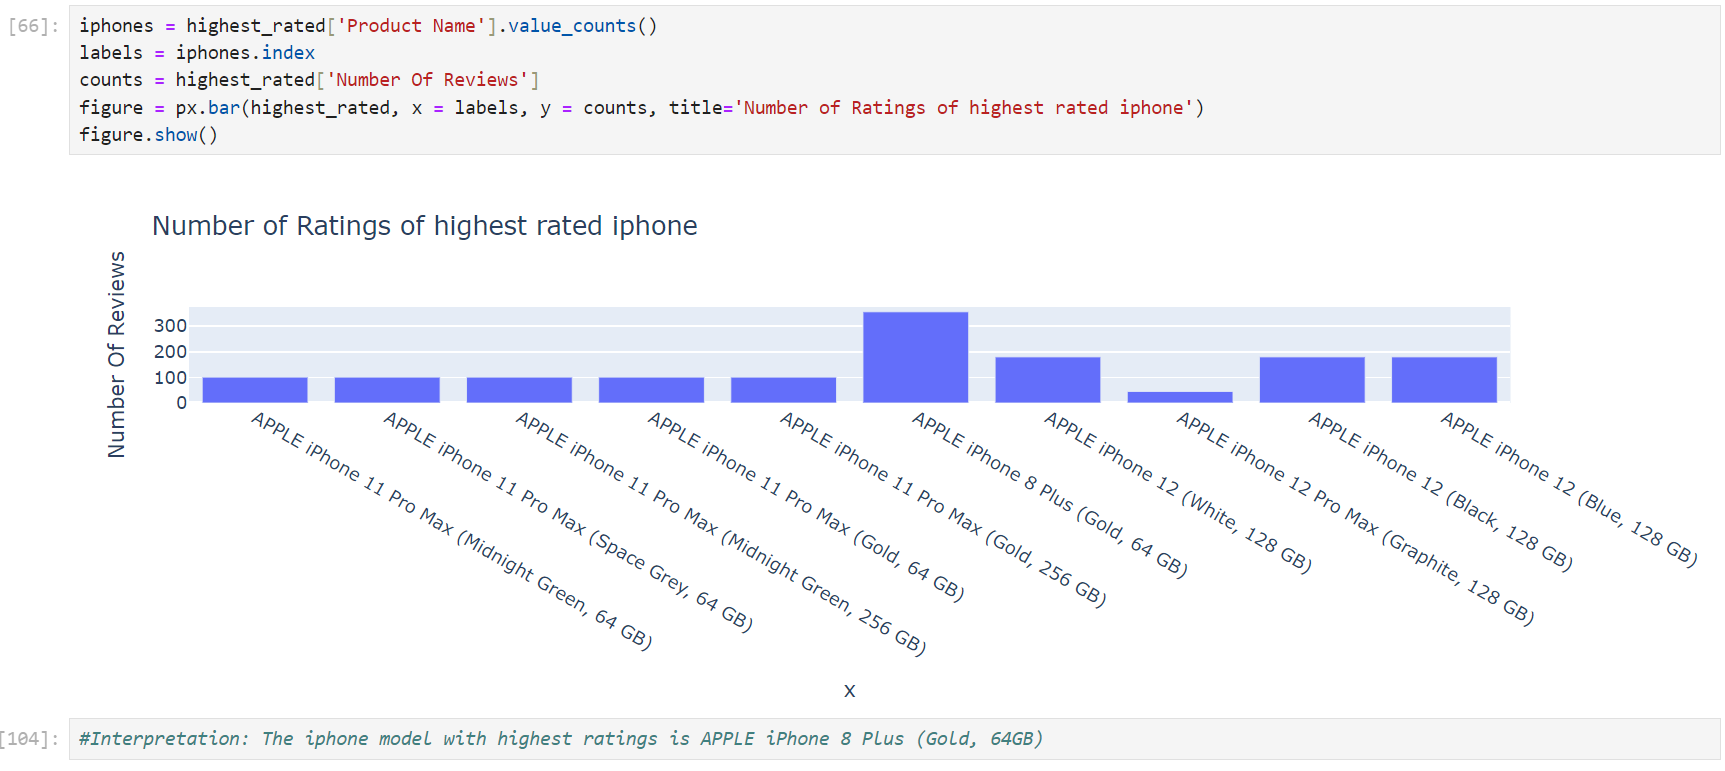 [66]:
iphones = highest_rated['Product Name'].value_counts()
labels = iphones.index
counts = highest_rated['Number Of Reviews']
figure = px.bar(highest_rated, x = labels, y = counts, title='Number of Ratings of highest rated iphone')
figure.show()
Number of Ratings of highest rated iphone
Number Of Reviews
300
200
100
0
APPLE iPhone 11 Pro Max (Midnight Green, 64 GB)
APPLE iPhone 11 Pro Max (Space Grey, 64 GB)
APPLE iPhone 11 Pro Max (Midnight Green, 256 GB)
APPLE iPhone 11 Pro Max (Gold, 64 GB)
APPLE iPhone 11 Pro Max (Gold, 256 GB)
APPLE iPhone 8 Plus (Gold, 64 GB)
APPLE iPhone 12 (White, 128 GB)
APPLE iPhone 12 Pro Max (Graphite, 128 GB)
APPLE iPhone 12 (Black, 128 GB)
APPLE iPhone 12 (Blue, 128 GB)
x
[104]:
#Interpretation: The iphone model with highest ratings is APPLE iPhone 8 Plus (Gold, 64GB)